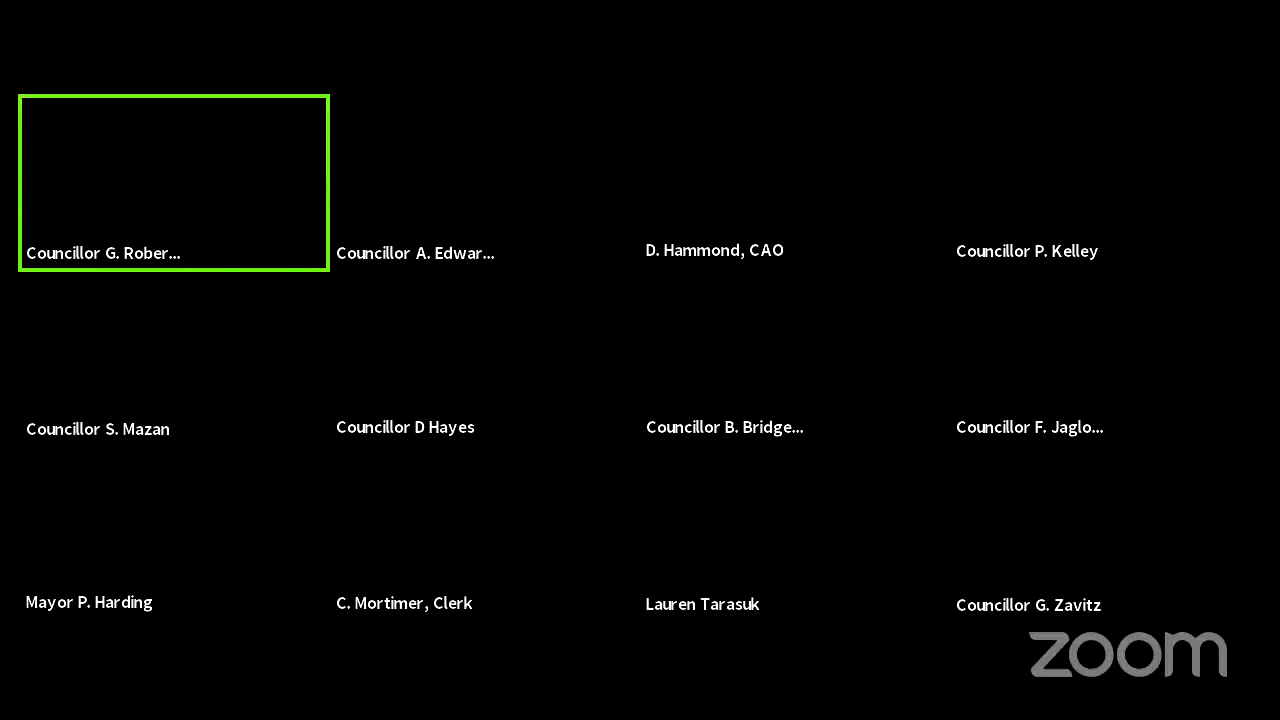 Councillor G. Rober...
Councillor A. Edwar...
D. Hammond, CAO
Councillor P. Kelley
Councillor S. Mazan
Councillor D Hayes
Councillor B. Bridge...
Councillor F. Jaglo...
Mayor P. Harding
C. Mortimer, Clerk
Lauren Tarasuk
Councillor G. Zavitz
zoom